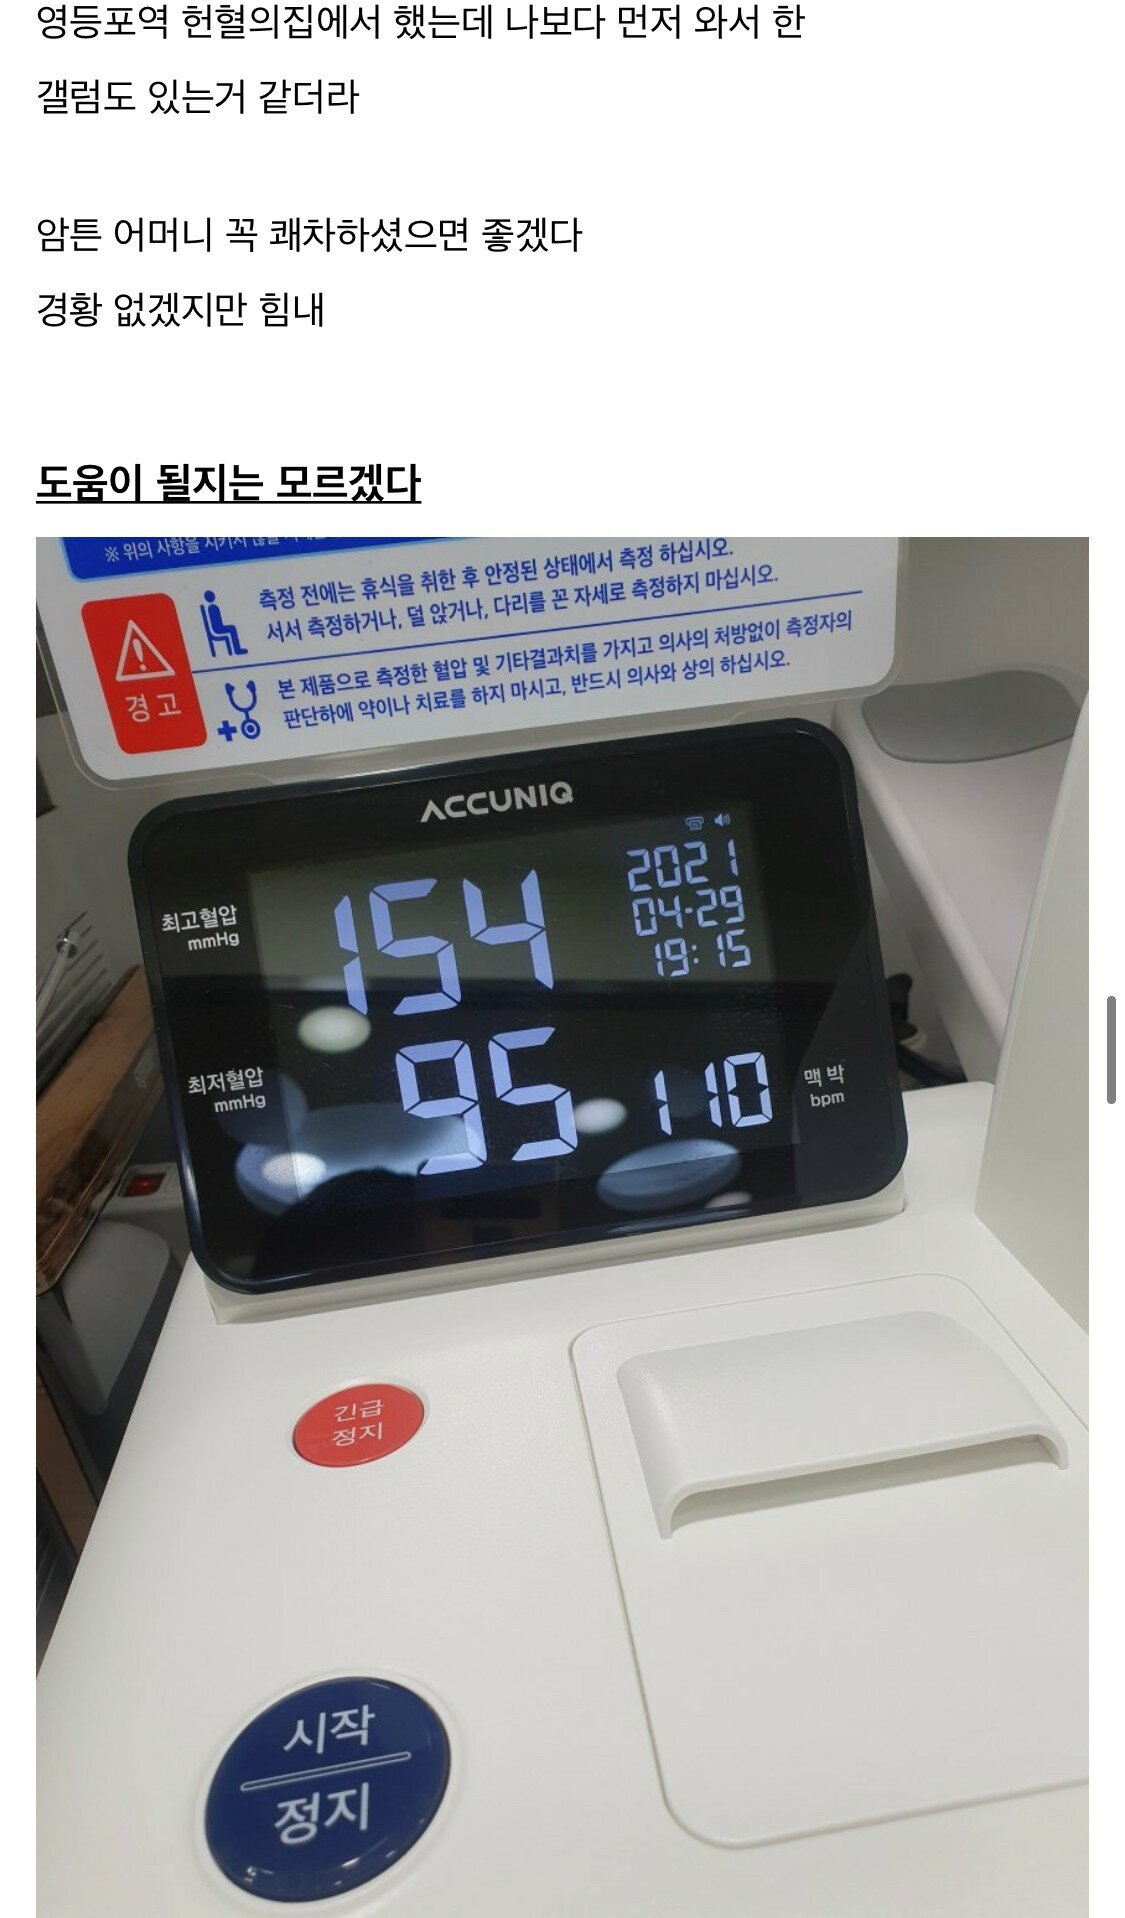 영등포역 헌혈의집에서 했는데 나보다 먼저 와서 한
갤럼도 있는거 같더라
암튼 어머니 꼭 쾌차하셨으면 좋겠다
경황 없겠지만 힘내
도움이 될지는 모르겠다
※ 위의 사항을 지키지
측정 전에는 휴식을 취한 후 안정된 상태에서 측정 하십시오.
서서 측정하거나, 덜 앉거나, 다리를 꼰 자세로 측정하지 마십시오.
경고
본 제품으로 측정한 혈압 및 기타결과치를 가지고 의사의 처방없이 측정자의
판단하에 약이나 치료를 하지 마시고, 반드시 의사와 상의 하십시오.
ACCUNIQ
최고혈압
mmHg
154
2021
04-29
19:15
최저혈압
mmHg
95
110
맥박
bpm
긴급
정지
시작
정지